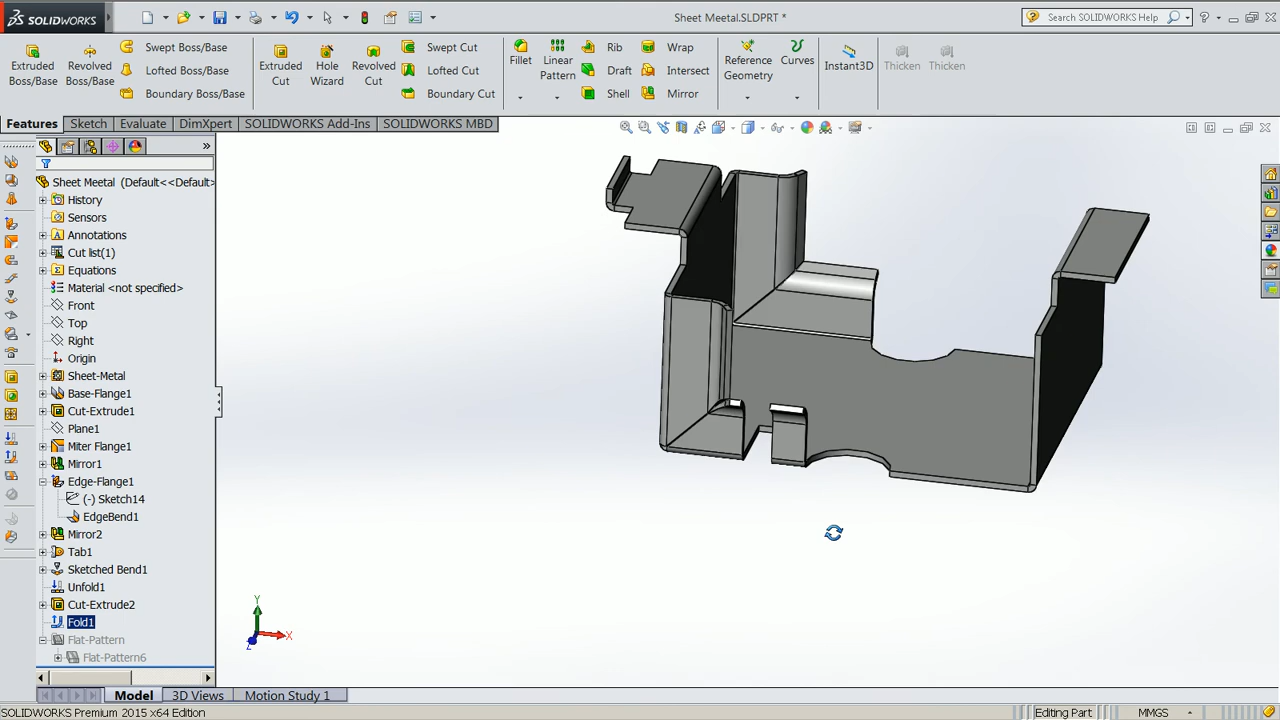 SOLIDWORKS
Sheet Meetal.SLDPRT *
Search SOLIDWORKS Help
Extruded Boss/Base
Revolved Boss/Base
Swept Boss/Base
Lofted Boss/Base
Boundary Boss/Base
Extruded Cut
Hole Wizard
Revolved Cut
Swept Cut
Lofted Cut
Boundary Cut
Fillet
Linear Pattern
Rib
Draft
Shell
Wrap
Intersect
Mirror
Reference Geometry
Curves
Instant3D
Thicken
Thicken
Features
Sketch
Evaluate
DimXpert
SOLIDWORKS Add-Ins
SOLIDWORKS MBD
Sheet Meetal (Default<<Default>
History
Sensors
Annotations
Cut list(1)
Equations
Material <not specified>
Front
Top
Right
Origin
Sheet-Metal
Base-Flange1
Cut-Extrude1
Plane1
Miter Flange1
Mirror1
Edge-Flange1
(-) Sketch14
EdgeBend1
Mirror2
Tab1
Sketched Bend1
Unfold1
Cut-Extrude2
Fold1
Flat-Pattern
Flat-Pattern6
Y
X
Z
Model
3D Views
Motion Study 1
SOLIDWORKS Premium 2015 x64 Edition
Editing Part
MMGS